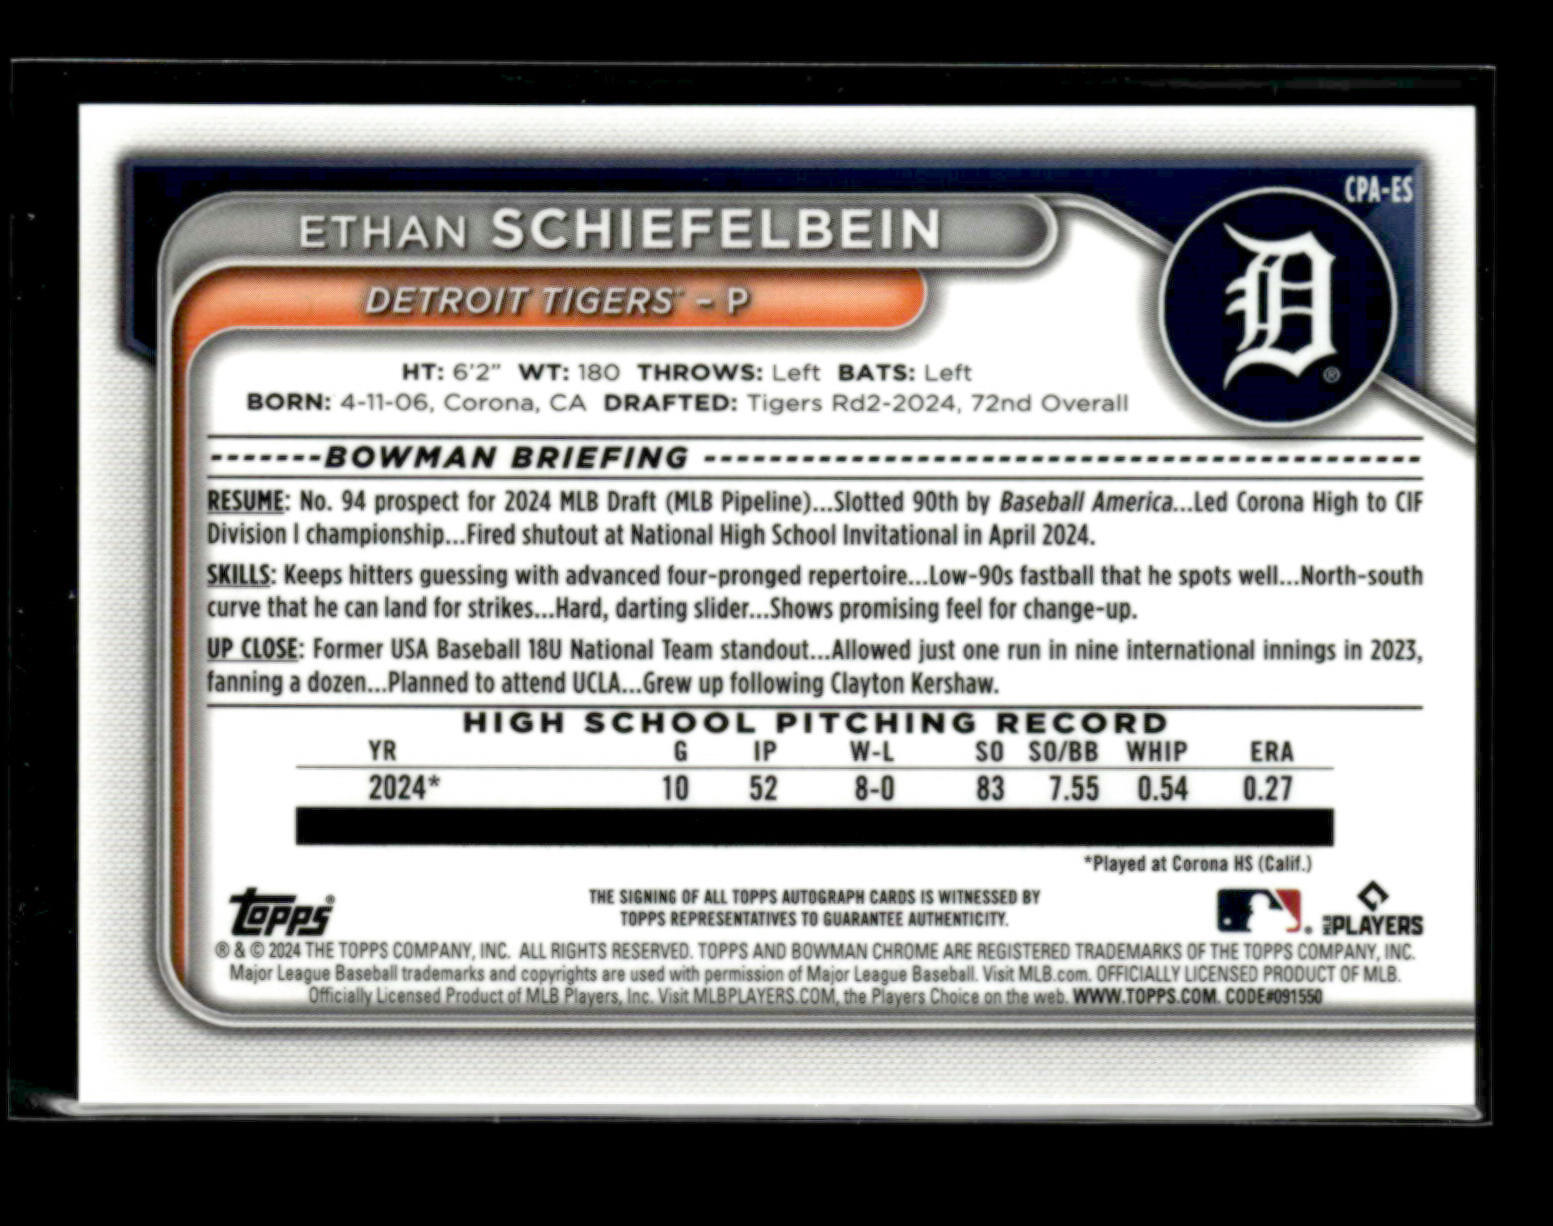 CPA-ES
ETHAN SCHIEFELBEIN
DETROIT TIGERS™ – P
D®
HT: 6'2" WT: 180 THROWS: Left BATS: Left
BORN: 4-11-06, Corona, CA DRAFTED: Tigers Rd2-2024, 72nd Overall
-------BOWMAN BRIEFING --------------------------------------------
RESUME: No. 94 prospect for 2024 MLB Draft (MLB Pipeline)...Slotted 90th by Baseball America...Led Corona High to CIF
Division I championship...Fired shutout at National High School Invitational in April 2024.
SKILLS: Keeps hitters guessing with advanced four-pronged repertoire...Low-90s fastball that he spots well...North-south
curve that he can land for strikes...Hard, darting slider...Shows promising feel for change-up.
UP CLOSE: Former USA Baseball 18U National Team standout...Allowed just one run in nine international innings in 2023,
fanning a dozen...Planned to attend UCLA...Grew up following Clayton Kershaw.
HIGH SCHOOL PITCHING RECORD
YR G IP W-L SO SO/BB WHIP ERA
2024* 10 52 8-0 83 7.55 0.54 0.27
*Played at Corona HS (Calif.)
Topps®
THE SIGNING OF ALL TOPPS AUTOGRAPH CARDS IS WITNESSED BY
TOPPS REPRESENTATIVES TO GUARANTEE AUTHENTICITY.
MLB PLAYERS
® & © 2024 THE TOPPS COMPANY, INC. ALL RIGHTS RESERVED. TOPPS AND BOWMAN CHROME ARE REGISTERED TRADEMARKS OF THE TOPPS COMPANY, INC.
Major League Baseball trademarks and copyrights are used with permission of Major League Baseball. Visit MLB.com. OFFICIALLY LICENSED PRODUCT OF MLB.
Officially Licensed Product of MLB Players, Inc. Visit MLBPLAYERS.COM, the Players Choice on the web. WWW.TOPPS.COM. CODE#091550